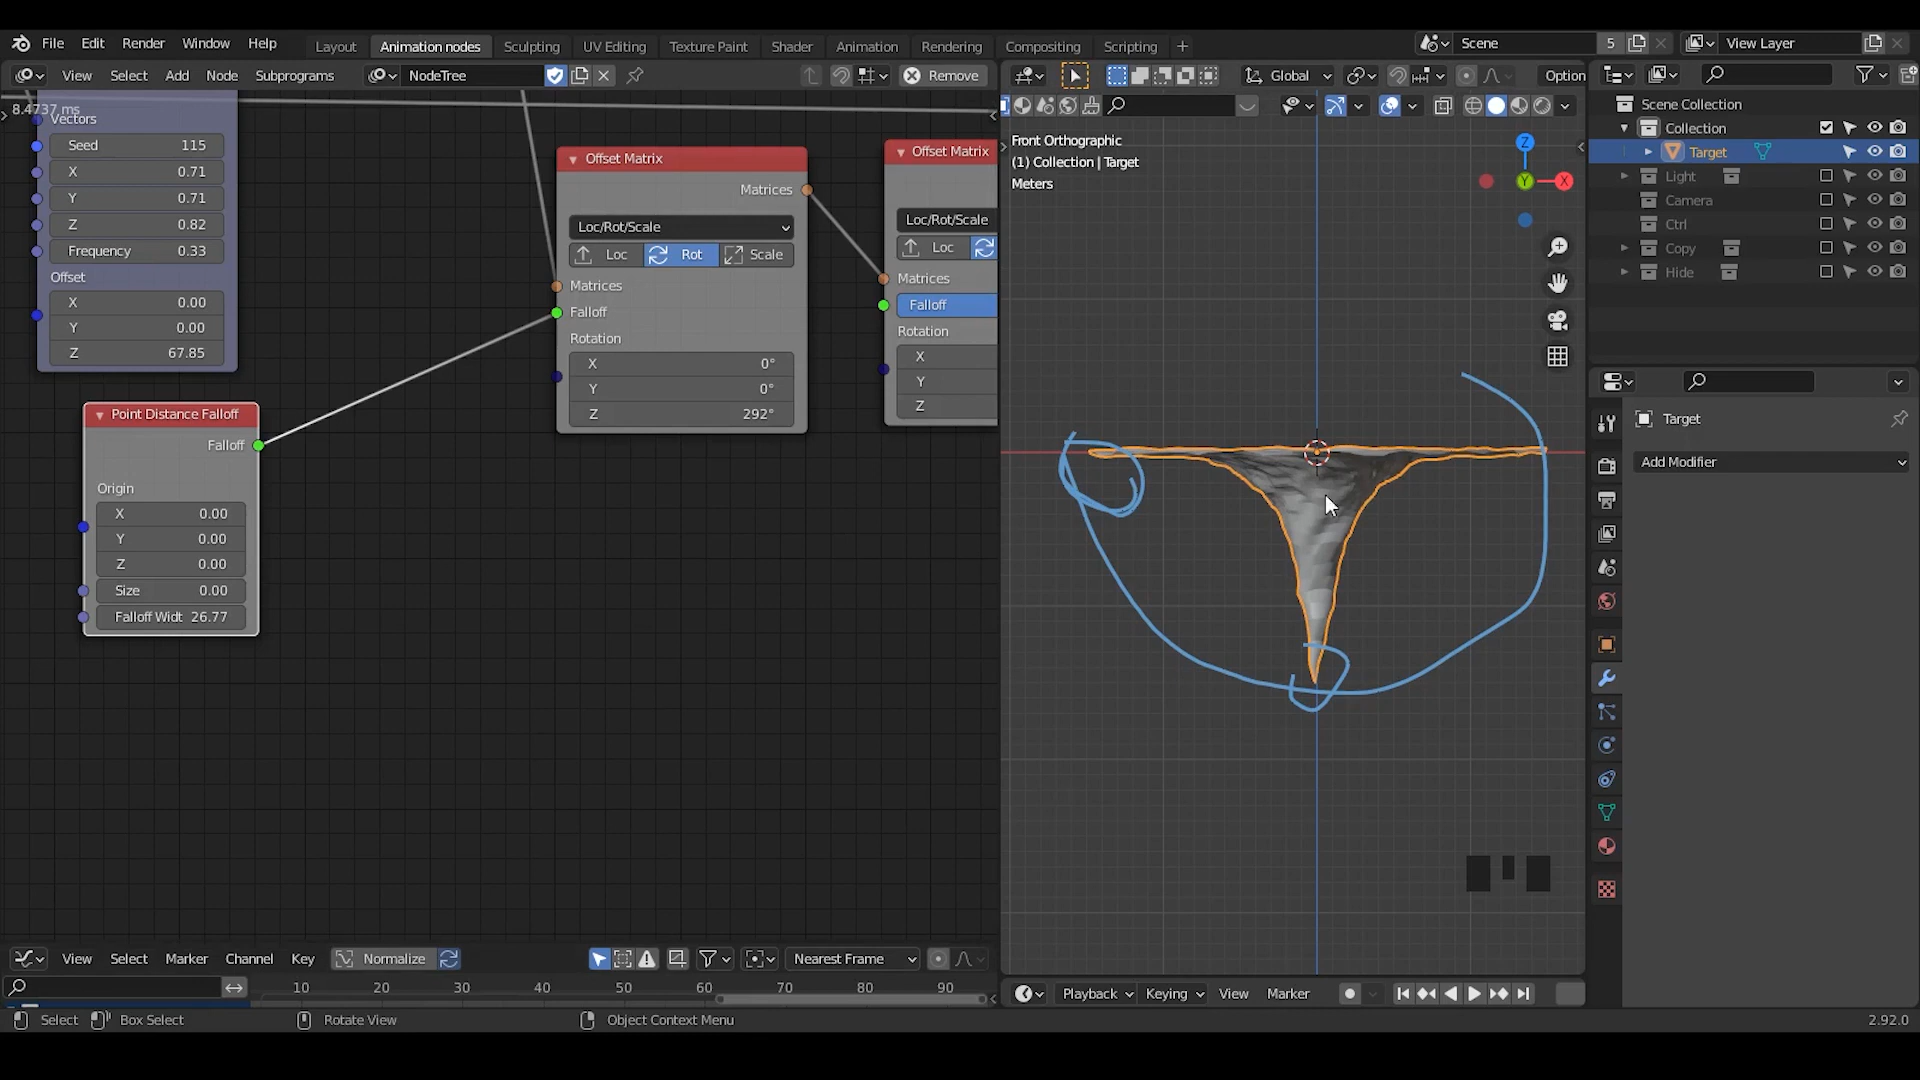 File Edit Render Window Help
Layout Animation nodes Sculpting UV Editing Texture Paint Shader Animation Rendering Compositing Scripting +
Scene 5 View Layer
View Select Add Node Subprograms NodeTree Remove
Global Option
8.4737 ms
Vectors
Seed 115
X 0.71
Y 0.71
Z 0.82
Frequency 0.33
Offset
X 0.00
Y 0.00
Z 67.85
Point Distance Falloff
Falloff
Origin
X 0.00
Y 0.00
Z 0.00
Size 0.00
Falloff Widt 26.77
Offset Matrix
Matrices
Loc/Rot/Scale
Loc Rot Scale
Matrices
Falloff
Rotation
X 0°
Y 0°
Z 292°
Offset Matrix
Loc/Rot/Scale
Loc
Matrices
Falloff
Rotation
X
Y
Z
Front Orthographic
(1) Collection | Target
Meters
Z
Y
X
Scene Collection
Collection
Target
Light
Camera
Ctrl
Copy
Hide
Target
Add Modifier
View Select Marker Channel Key Normalize Nearest Frame
10 20 30 40 50 60 70 80 90
Playback Keying View Marker
Select Box Select Rotate View Object Context Menu
2.92.0